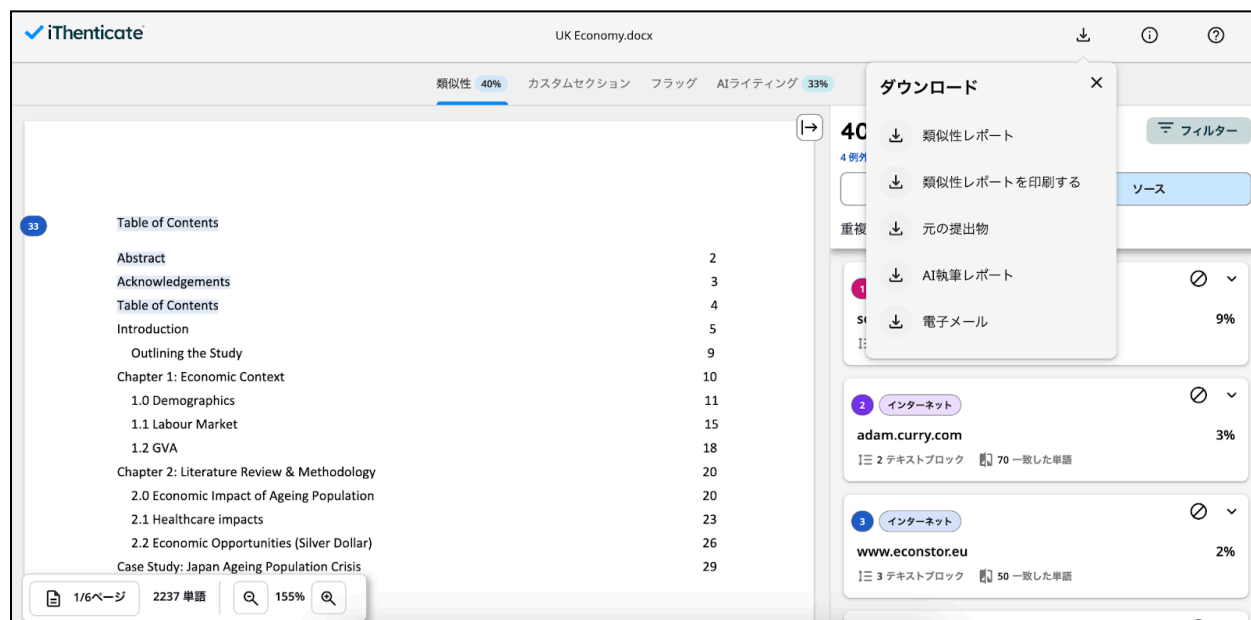 iThenticate
UK Economy.docx
類似性 40% カスタムセクション フラッグ AIライティング 33%
ダウンロード
類似性レポート
類似性レポートを印刷する
元の提出物
AI執筆レポート
電子メール
40
4 例外
フィルター
ソース
重複
33
Table of Contents
Abstract 2
Acknowledgements 3
Table of Contents 4
Introduction 5
Outlining the Study 9
Chapter 1: Economic Context 10
1.0 Demographics 11
1.1 Labour Market 15
1.2 GVA 18
Chapter 2: Literature Review & Methodology 20
2.0 Economic Impact of Ageing Population 20
2.1 Healthcare impacts 23
2.2 Economic Opportunities (Silver Dollar) 26
Case Study: Japan Ageing Population Crisis 29
1/6ページ 2237 単語 155%
1
9%
2 インターネット
adam.curry.com 3%
2 テキストブロック 70 一致した単語
3 インターネット
www.econstor.eu 2%
3 テキストブロック 50 一致した単語